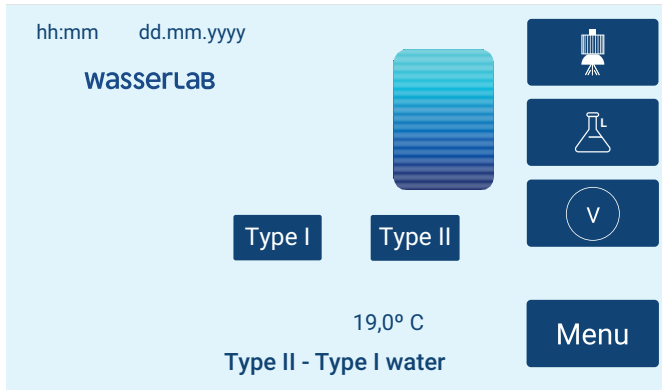 hh:mm dd.mm.yyyy
wasserLAB
L
V
Type I Type II
19,0º C
Menu
Type II - Type I water